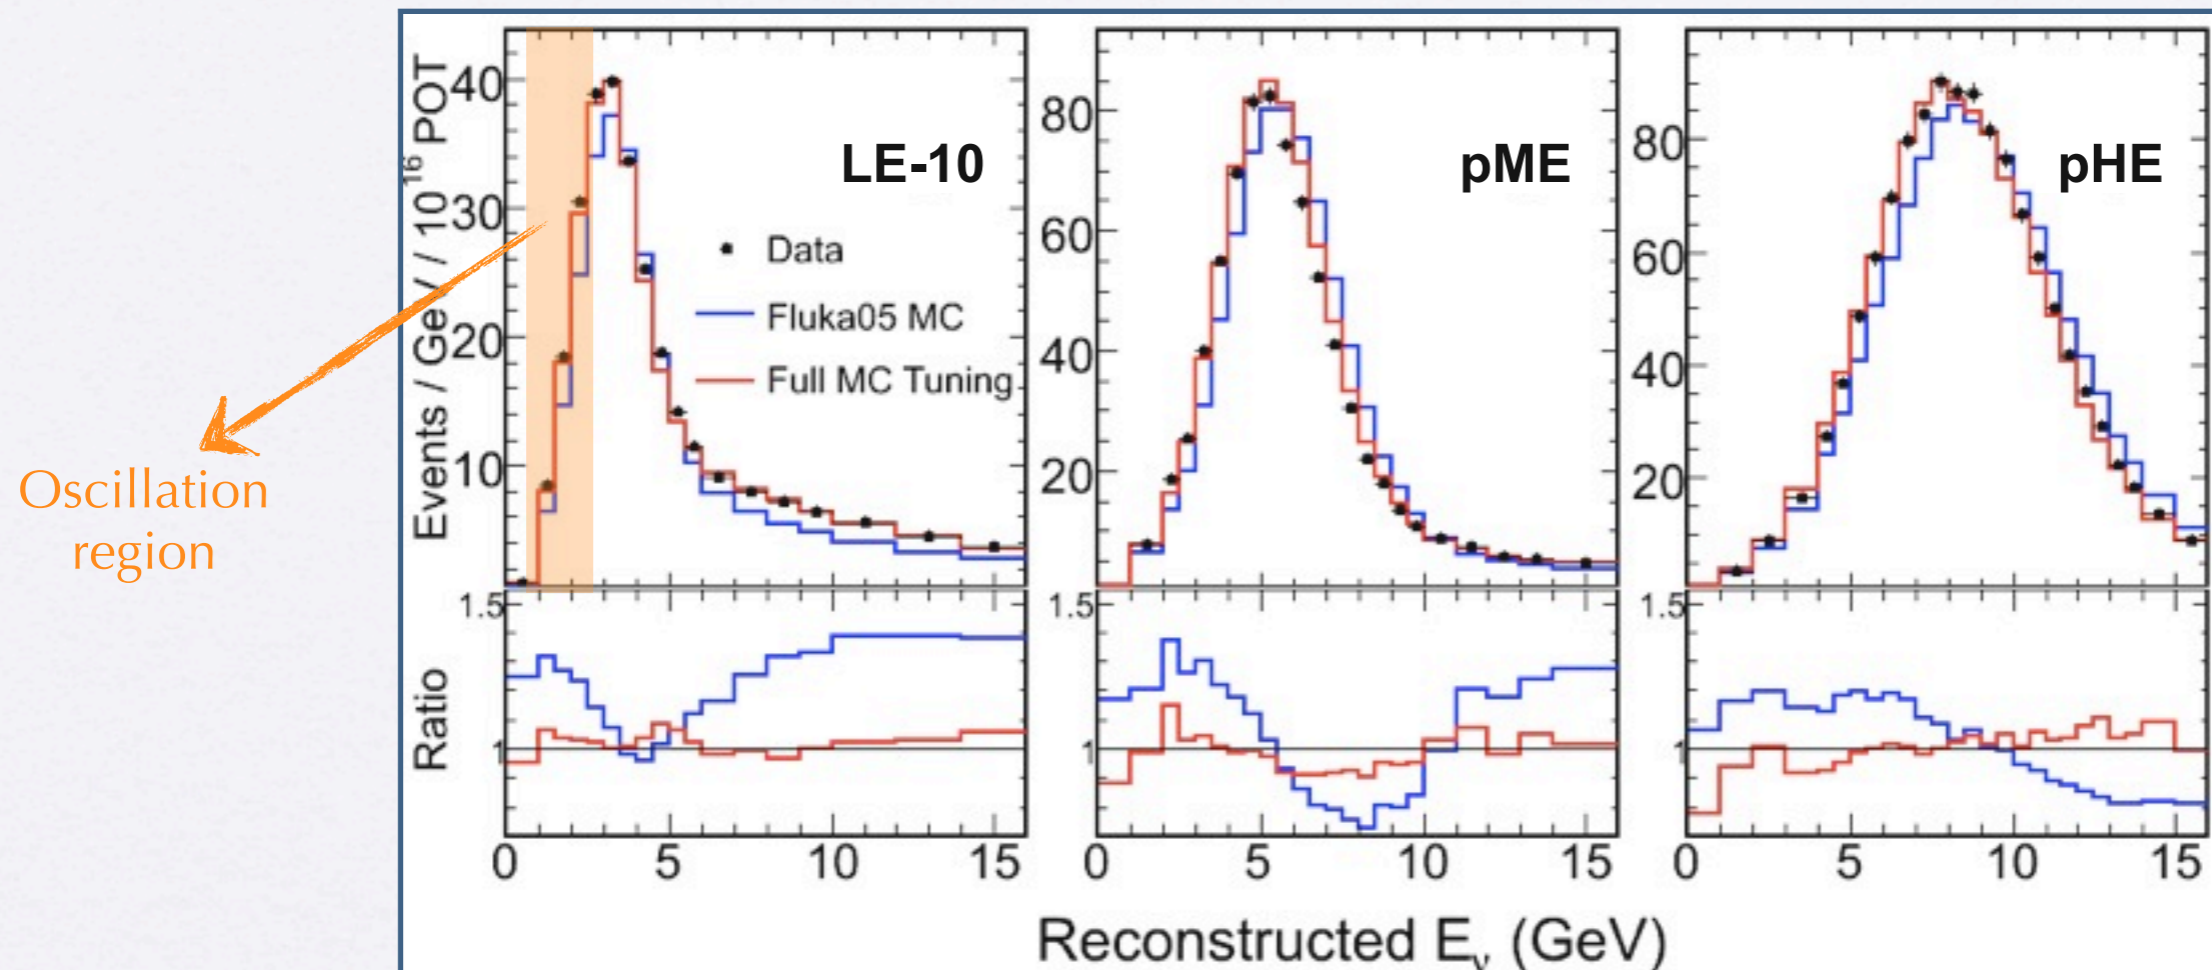 LE-10
pME
pHE
Events / GeV / 10¹⁶ POT
40
30
20
10
80
60
40
20
80
60
40
20
Data
Fluka05 MC
Full MC Tuning
Oscillation
region
Ratio
1.5
1
1.5
1
1.5
1
0 5 10 15
0 5 10 15
0 5 10 15
Reconstructed Eᵥ (GeV)